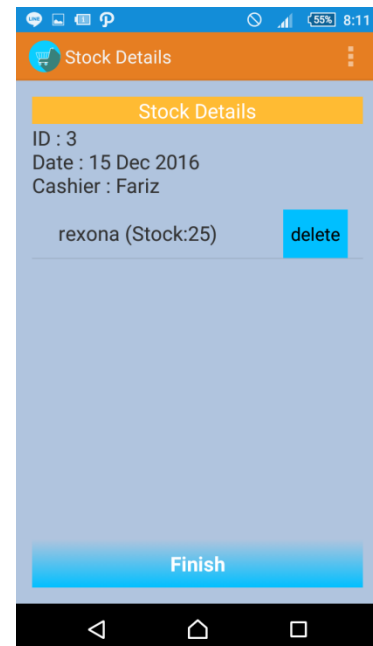 LINE 55% 8:11
Stock Details
Stock Details
ID : 3
Date : 15 Dec 2016
Cashier : Fariz
rexona (Stock:25)
delete
Finish